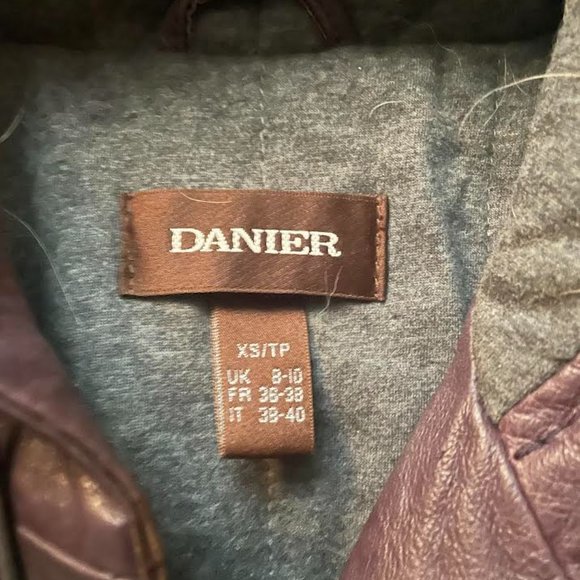 DANIER
XS/TP
UK 8-10
FR 36-38
IT 38-40